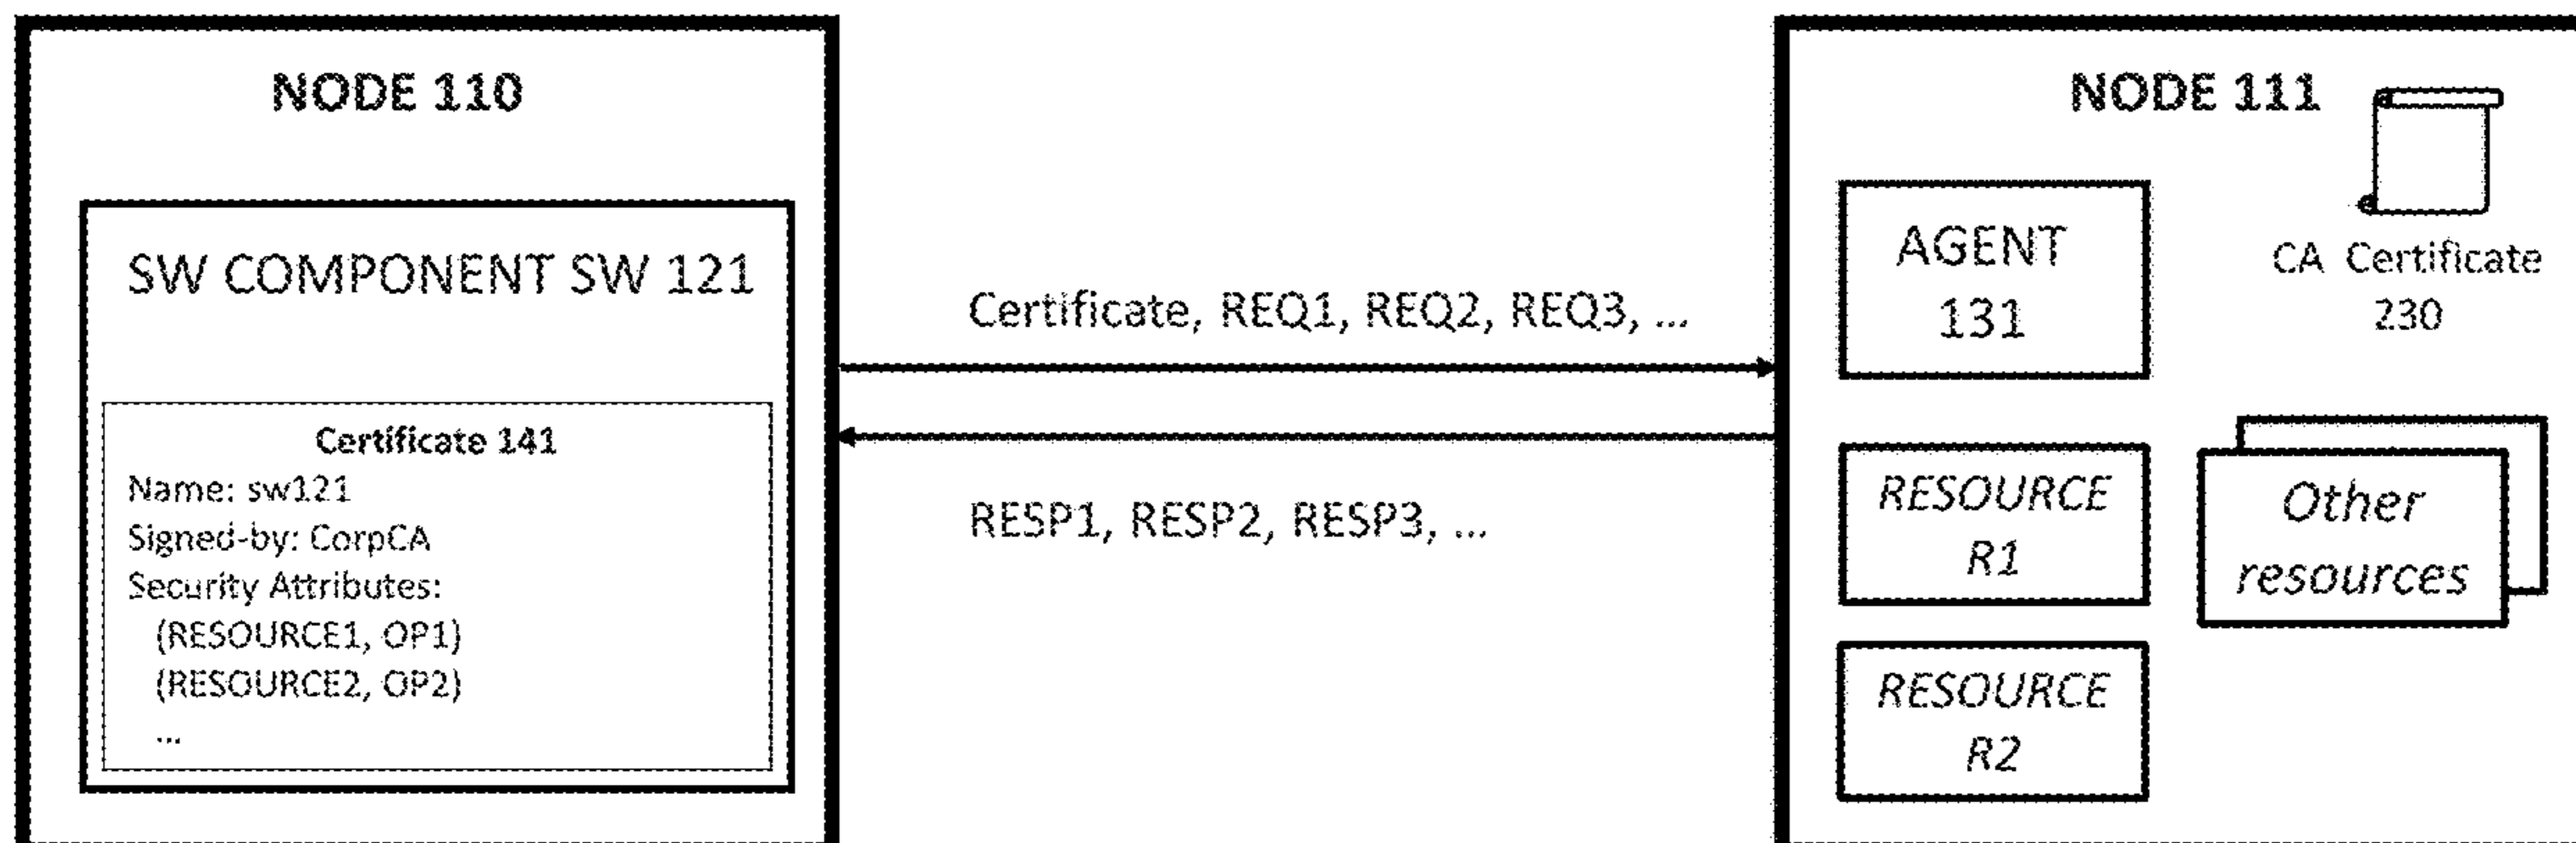 NODE 110
SW COMPONENT SW 121
Certificate 141
Name: sw121
Signed-by: CorpCA
Security Attributes:
(RESOURCE1, OP1)
(RESOURCE2, OP2)
...
Certificate, REQ1, REQ2, REQ3, ...
RESP1, RESP2, RESP3, ...
NODE 111
AGENT
131
CA Certificate
230
RESOURCE
R1
Other
resources
RESOURCE
R2